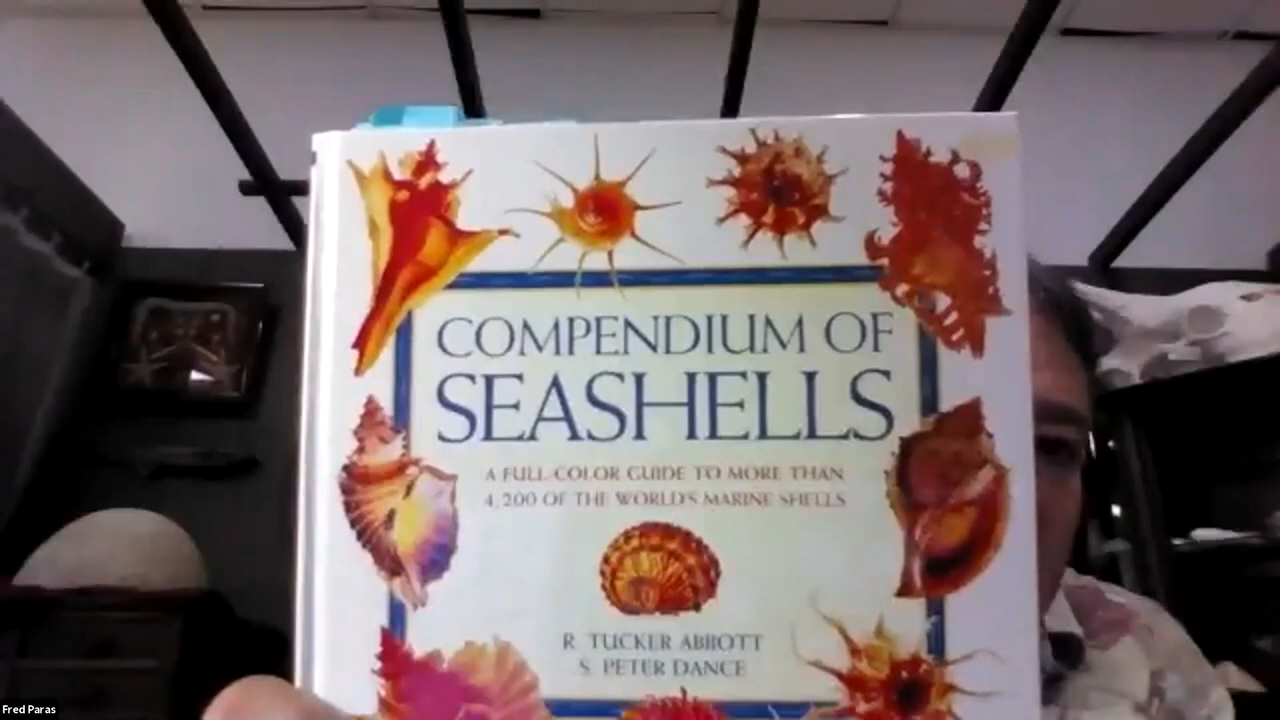 COMPENDIUM OF
SEASHELLS
A FULL-COLOR GUIDE TO MORE THAN
4,200 OF THE WORLD'S MARINE SHELLS
R. TUCKER ABBOTT
S. PETER DANCE
Fred Paras